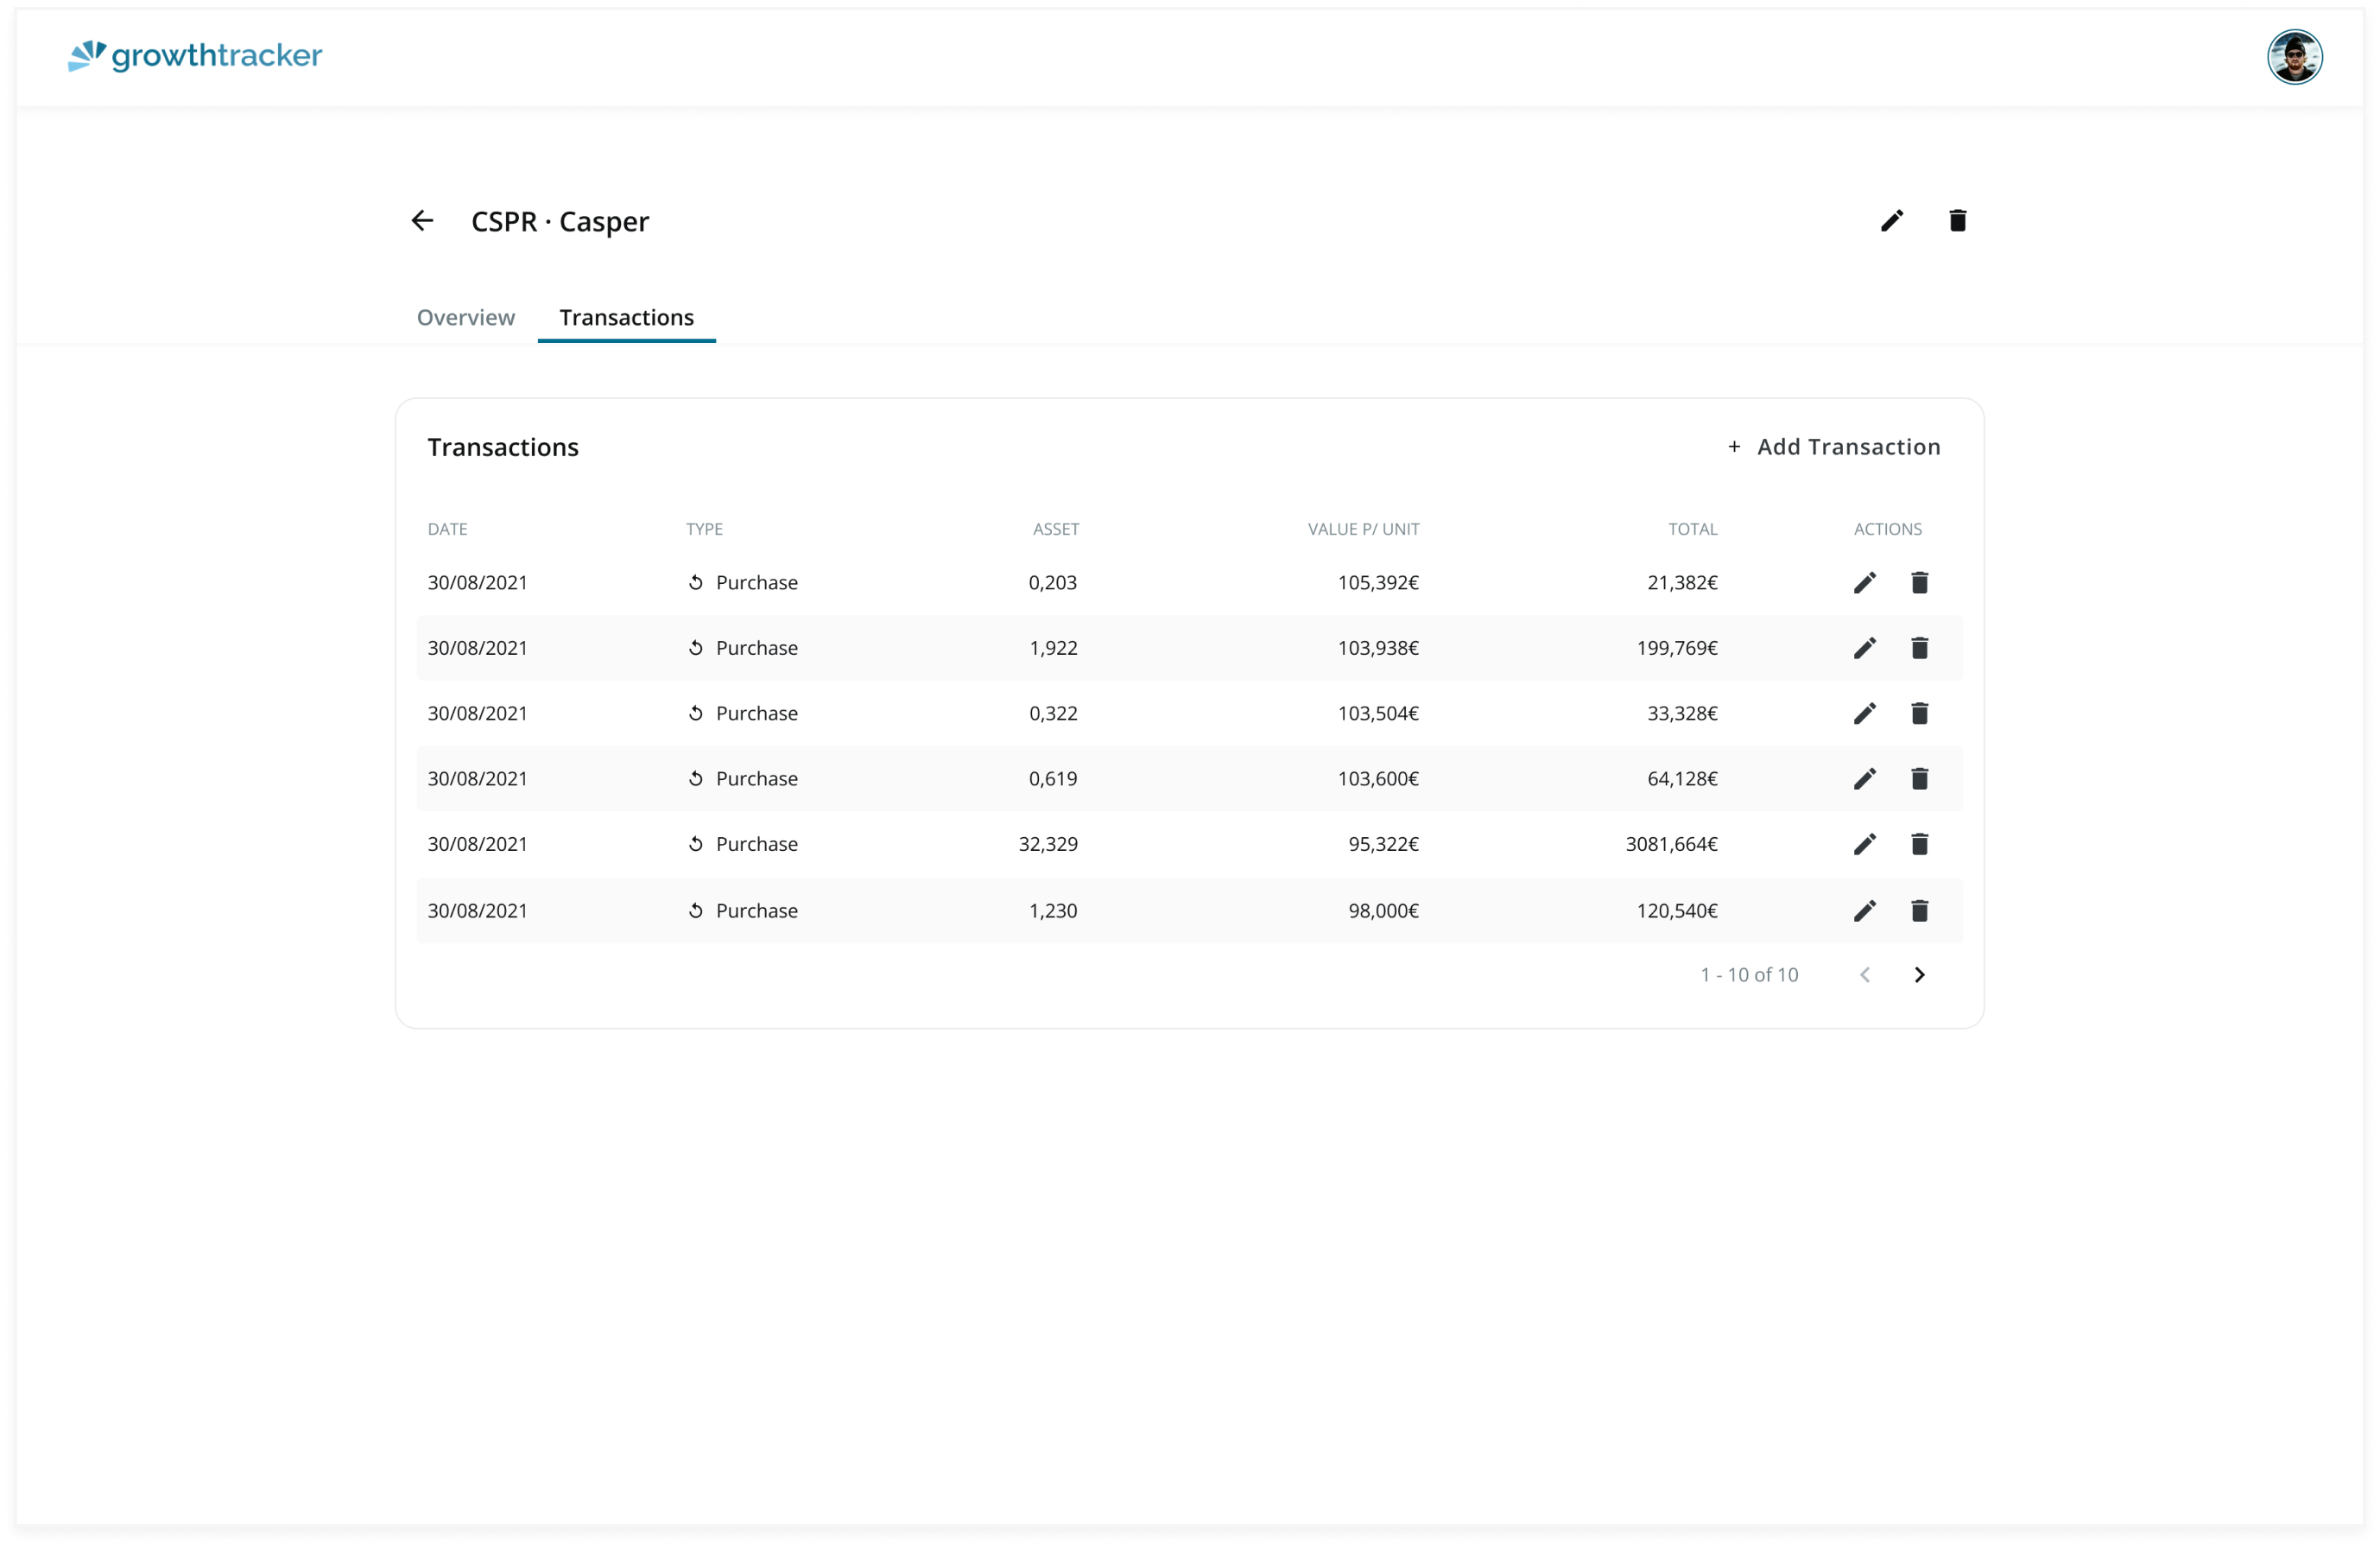 growthtracker
CSPR · Casper
Overview Transactions
Transactions + Add Transaction
DATE TYPE ASSET VALUE P/ UNIT TOTAL ACTIONS
30/08/2021 Purchase 0,203 105,392€ 21,382€
30/08/2021 Purchase 1,922 103,938€ 199,769€
30/08/2021 Purchase 0,322 103,504€ 33,328€
30/08/2021 Purchase 0,619 103,600€ 64,128€
30/08/2021 Purchase 32,329 95,322€ 3081,664€
30/08/2021 Purchase 1,230 98,000€ 120,540€
1 - 10 of 10